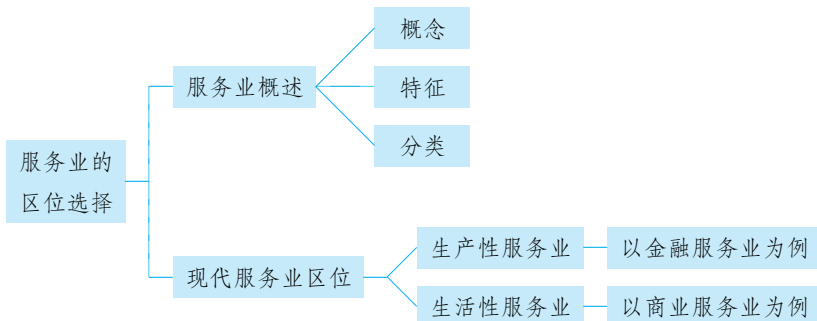 服务业的
区位选择
服务业概述
概念
特征
分类
现代服务业区位
生产性服务业
以金融服务业为例
生活性服务业
以商业服务业为例